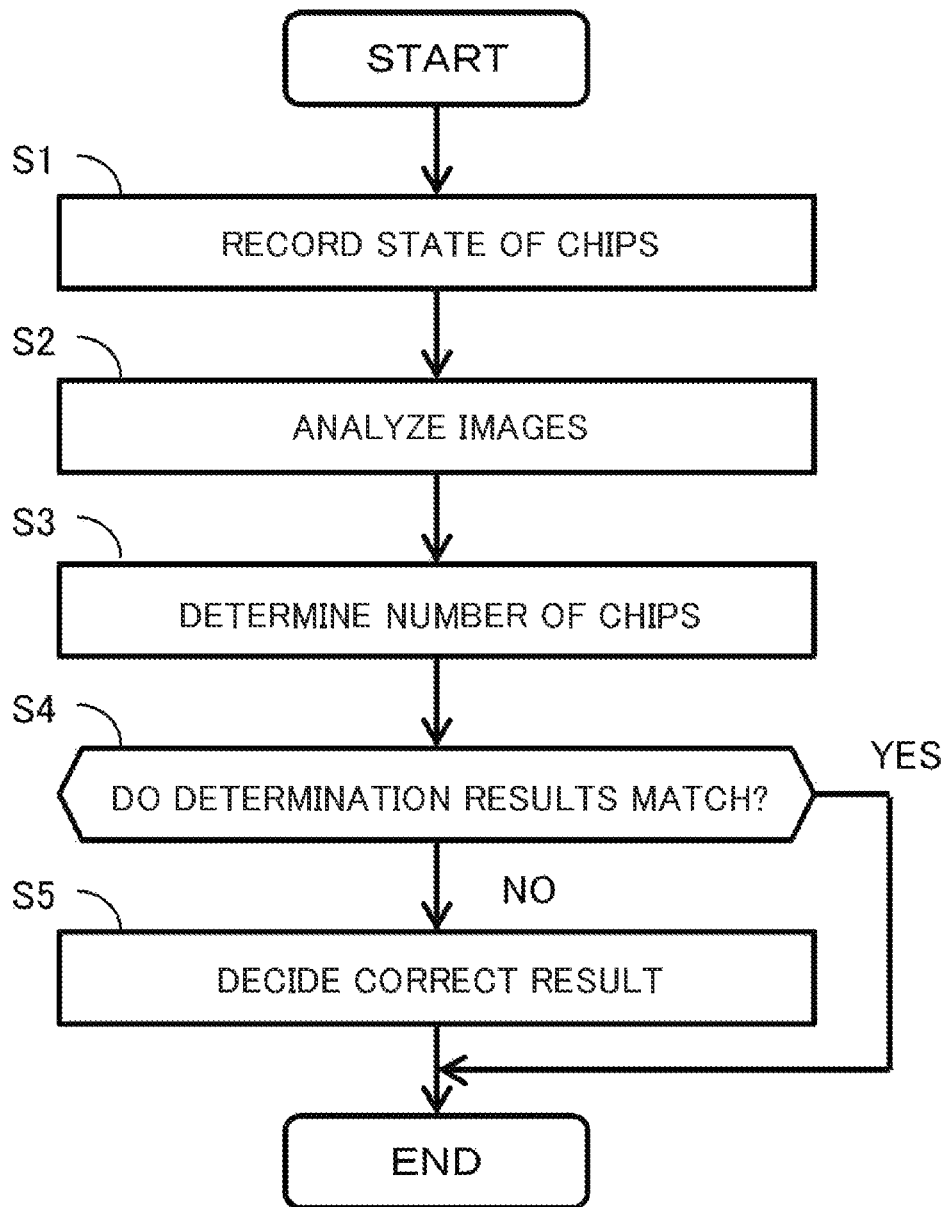 START
S1
RECORD STATE OF CHIPS
S2
ANALYZE IMAGES
S3
DETERMINE NUMBER OF CHIPS
S4
DO DETERMINATION RESULTS MATCH?
YES
NO
S5
DECIDE CORRECT RESULT
END